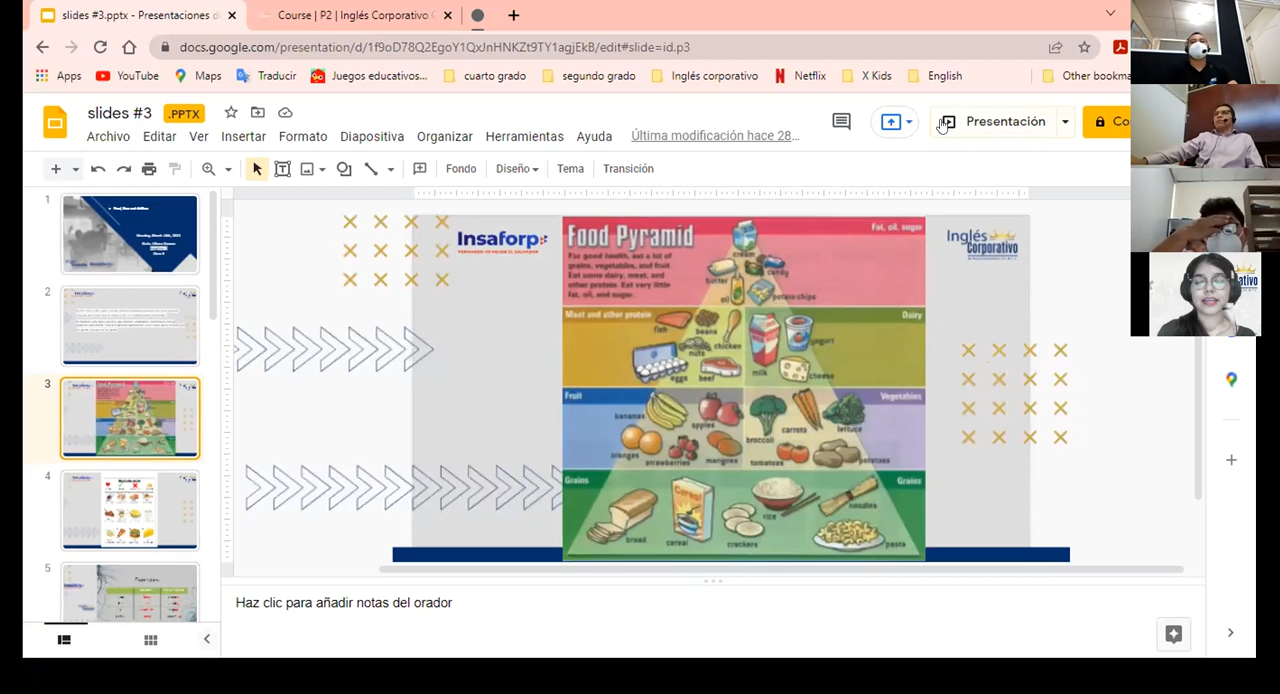 slides #3.pptx - Presentaciones d
Course | P2 | Inglés Corporativo
docs.google.com/presentation/d/1f9oD78Q2EgoY1QxJnHNKZt9TY1agjEkB/edit#slide=id.p3
Apps YouTube Maps Traducir Juegos educativos... cuarto grado segundo grado Inglés corporativo Netflix X Kids English Other bookma
slides #3 .PPTX
Archivo Editar Ver Insertar Formato Diapositiva Organizar Herramientas Ayuda Última modificación hace 28...
Presentación
Co
Fondo Diseño Tema Transición
1
2
3
4
5
Insaforp
Inglés
Corporativo
Food Pyramid
Fat, oil, sugar
For good health, eat a lot of
grains, vegetables, and fruit
Eat some dairy, meat, and
other protein. Eat very little
fat, oil, and sugar.
cream
butter
candy
oil
potato chips
Meat and other protein
Dairy
fish
beans
chicken
nuts
eggs
beef
milk
yogurt
cheese
Fruit
Vegetables
bananas
apples
oranges
strawberries
mangoes
broccoli
carrots
lettuce
tomatoes
potatoes
Grains
Grains
bread
Cereal
cereal
crackers
rice
noodles
pasta
Haz clic para añadir notas del orador